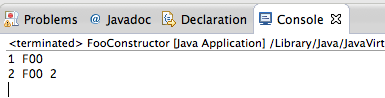 Problems @ Javadoc Declaration Console
<terminated> FooConstructor [Java Application] /Library/Java/JavaVirt
1 FOO
2 FOO 2